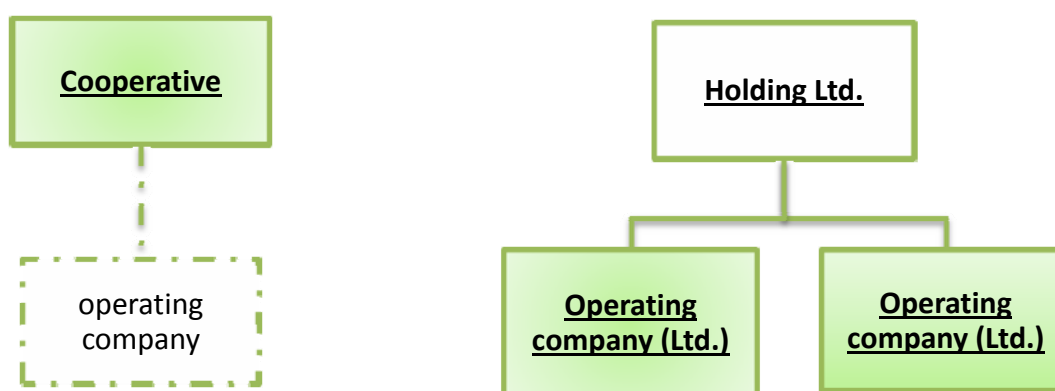 Cooperative
Holding Ltd.
operating
company
Operating
company (Ltd.)
Operating
company (Ltd.)